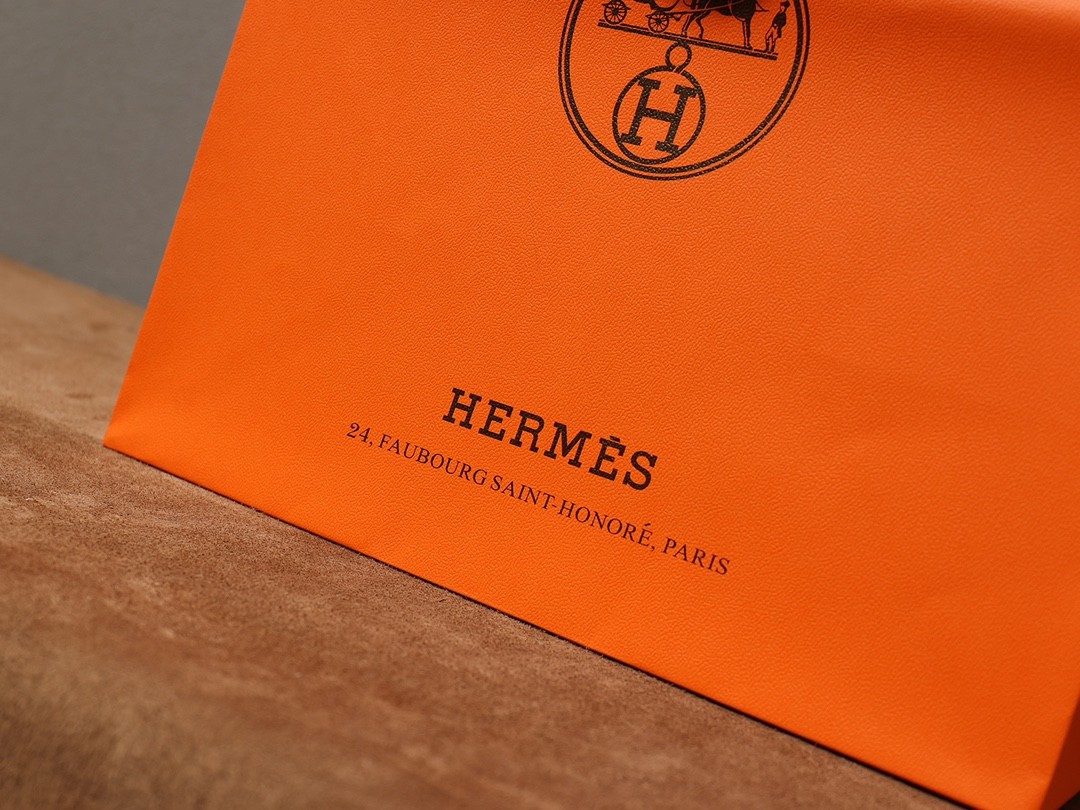 H
HERMÈS
24, FAUBOURG SAINT-HONORÉ, PARIS